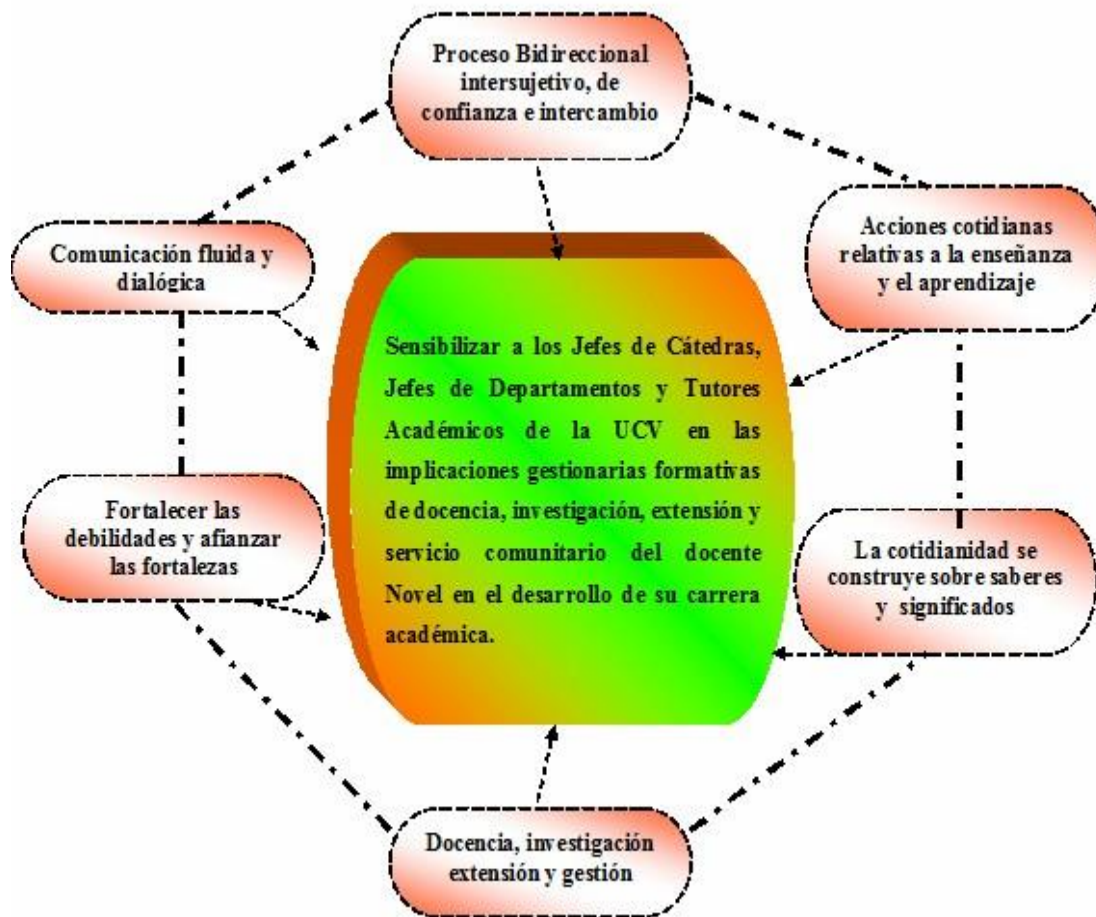 Proceso Bidireccional
intersujetivo, de
confianza e intercambio
Comunicación fluida y
dialógica
Acciones cotidianas
relativas a la enseñanza
y el aprendizaje
Sensibilizar a los Jefes de Cátedras,
Jefes de Departamentos y Tutores
Académicos de la UCV en las
implicaciones gestionarias formativas
de docencia, investigación, extensión y
servicio comunitario del docente
Novel en el desarrollo de su carrera
académica.
Fortalecer las
debilidades y afianzar
las fortalezas
La cotidianidad se
construye sobre saberes
y significados
Docencia, investigación
extensión y gestión